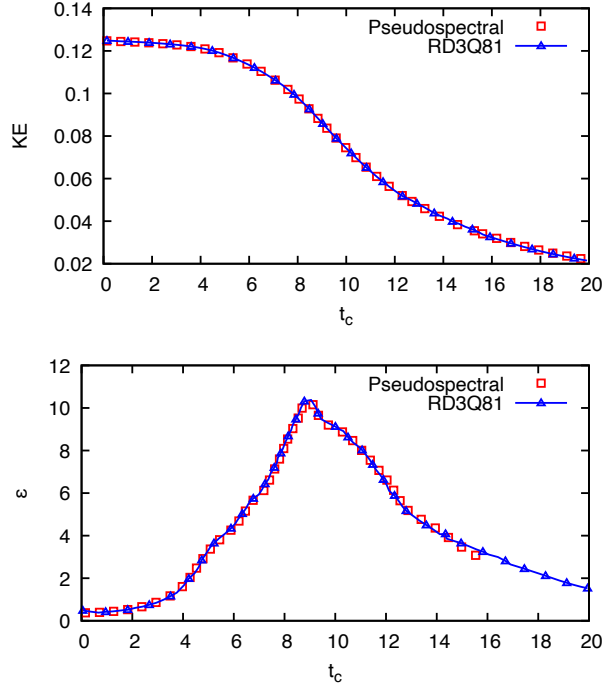 0.14
Pseudospectral
RD3Q81
0.12
0.1
KE
0.08
0.06
0.04
0.02
0 2 4 6 8 10 12 14 16 18 20
t_c
12
Pseudospectral
RD3Q81
10
8
ε
6
4
2
0
0 2 4 6 8 10 12 14 16 18 20
t_c